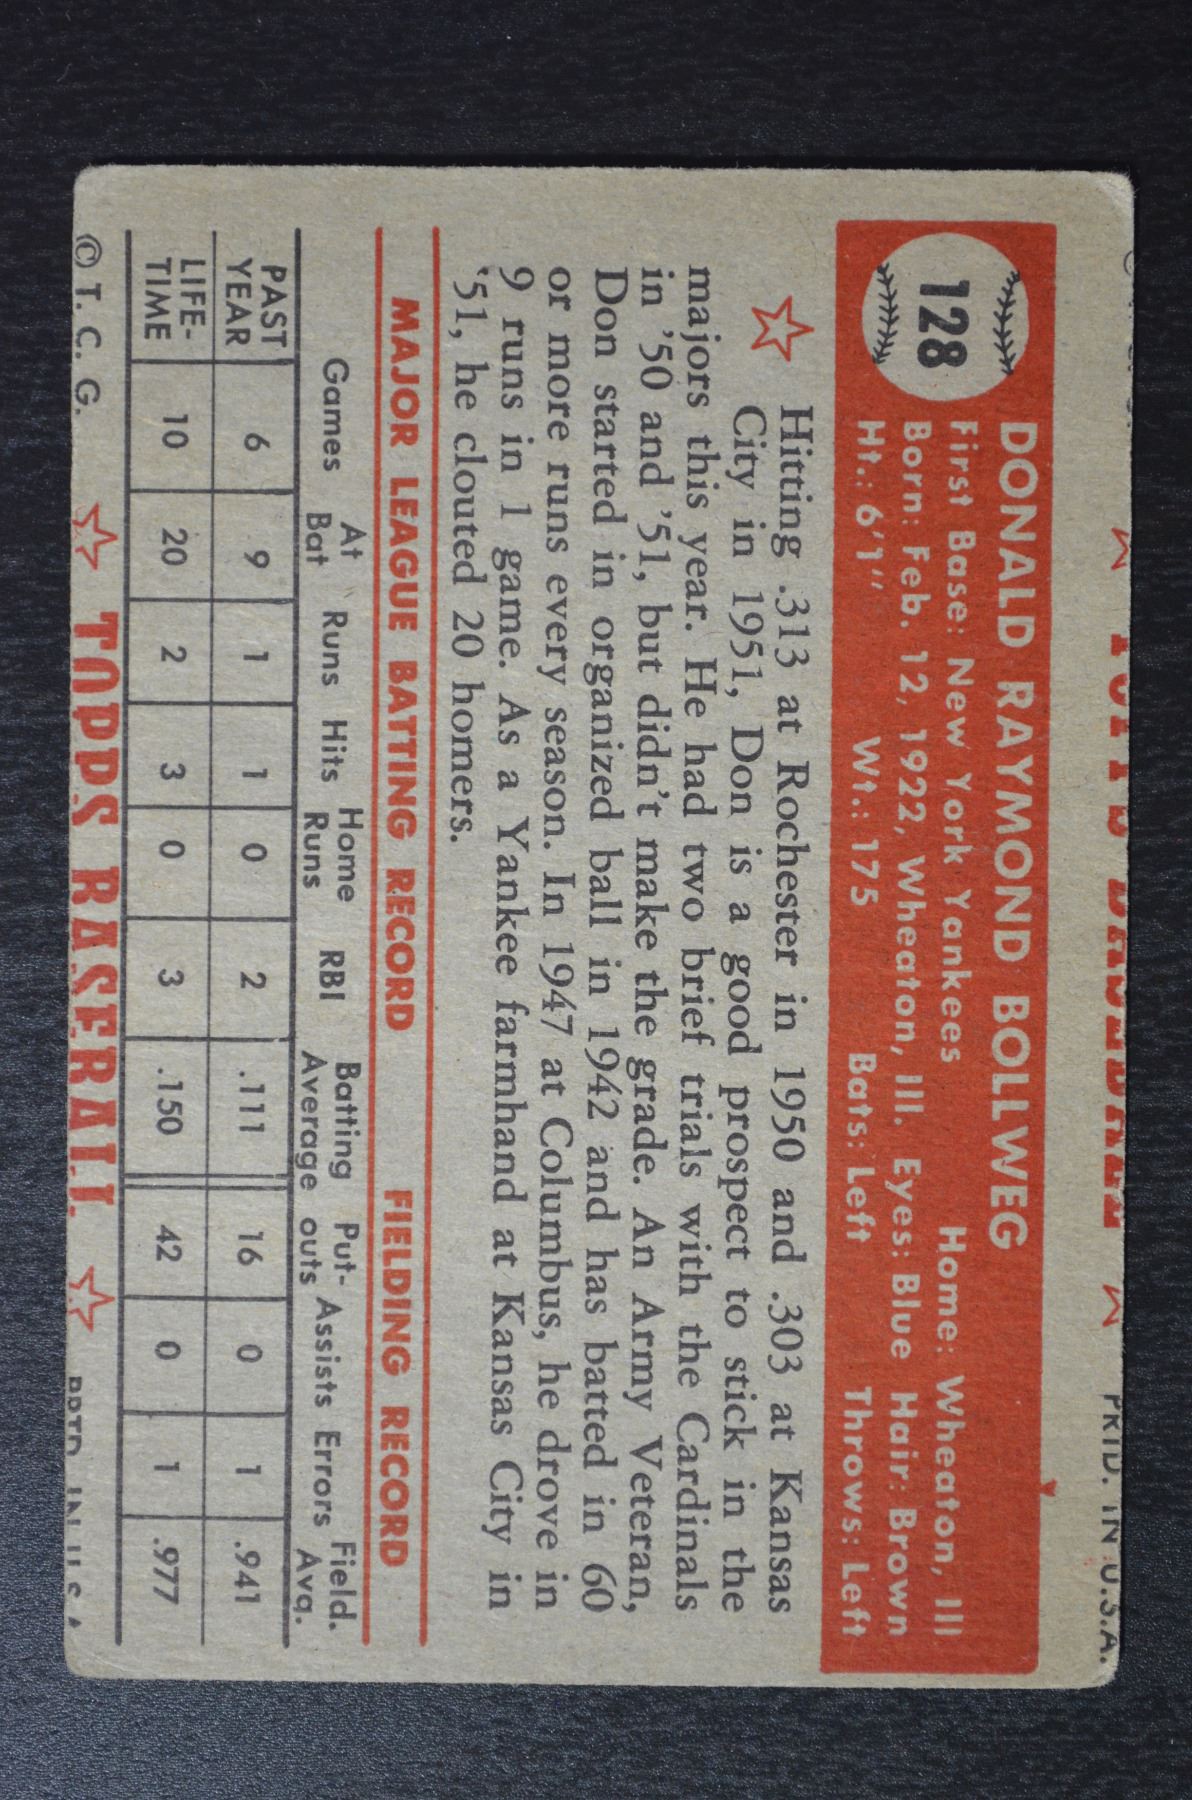 128
DONALD RAYMOND BOLLWEG
First Base: New York Yankees Home: Wheaton, Ill
Born: Feb. 12, 1922, Wheaton, Ill. Eyes: Blue Hair: Brown
Ht.: 6'1" Wt.: 175 Bats: Left Throws: Left
Hitting .313 at Rochester in 1950 and .303 at Kansas
City in 1951, Don is a good prospect to stick in the
majors this year. He had two brief trials with the Cardinals
in '50 and '51, but didn't make the grade. An Army Veteran,
Don started in organized ball in 1942 and has batted in 60
or more runs every season. In 1947 at Columbus, he drove in
9 runs in 1 game. As a Yankee farmhand at Kansas City in
'51, he clouted 20 homers.
MAJOR LEAGUE BATTING RECORD FIELDING RECORD
Games At Bat Runs Hits Home Runs RBI Batting Average Put-outs Assists Errors Field. Avg.
PAST YEAR 6 9 1 1 0 2 .111 16 0 1 .941
LIFE-TIME 10 20 2 3 0 3 .150 42 0 1 .977
© T. C. G. TOPPS BASEBALL PRTD. IN U.S.A.
PRTD. IN U.S.A.